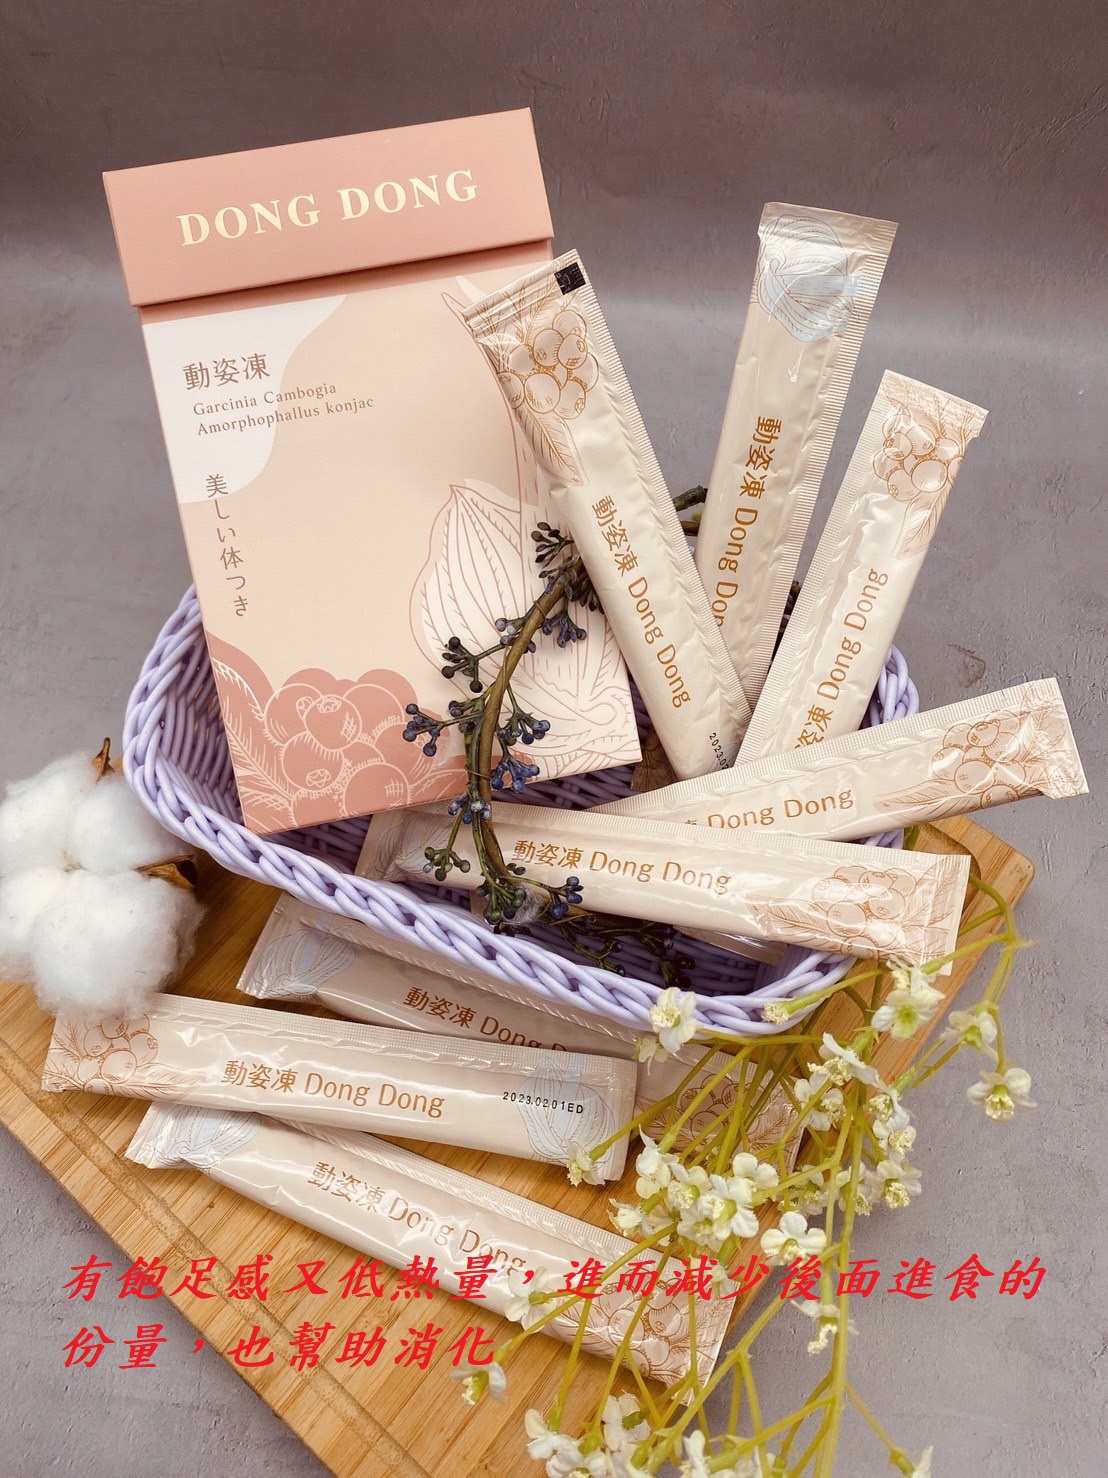 DONG DONG
動姿凍
Garcinia Cambogia
Amorphophallus konjac
美しい体つき
動姿凍 Dong Dong
2023.02
動姿凍 Dong Don
姿凍 Dong Dong
Dong Dong
動姿凍 Dong Dong
動姿凍 Dong
動姿凍 Dong Dong
2023.02.01ED
動姿凍 Dong Dong
有飽足感又低熱量，進而減少後面進食的
份量，也幫助消化